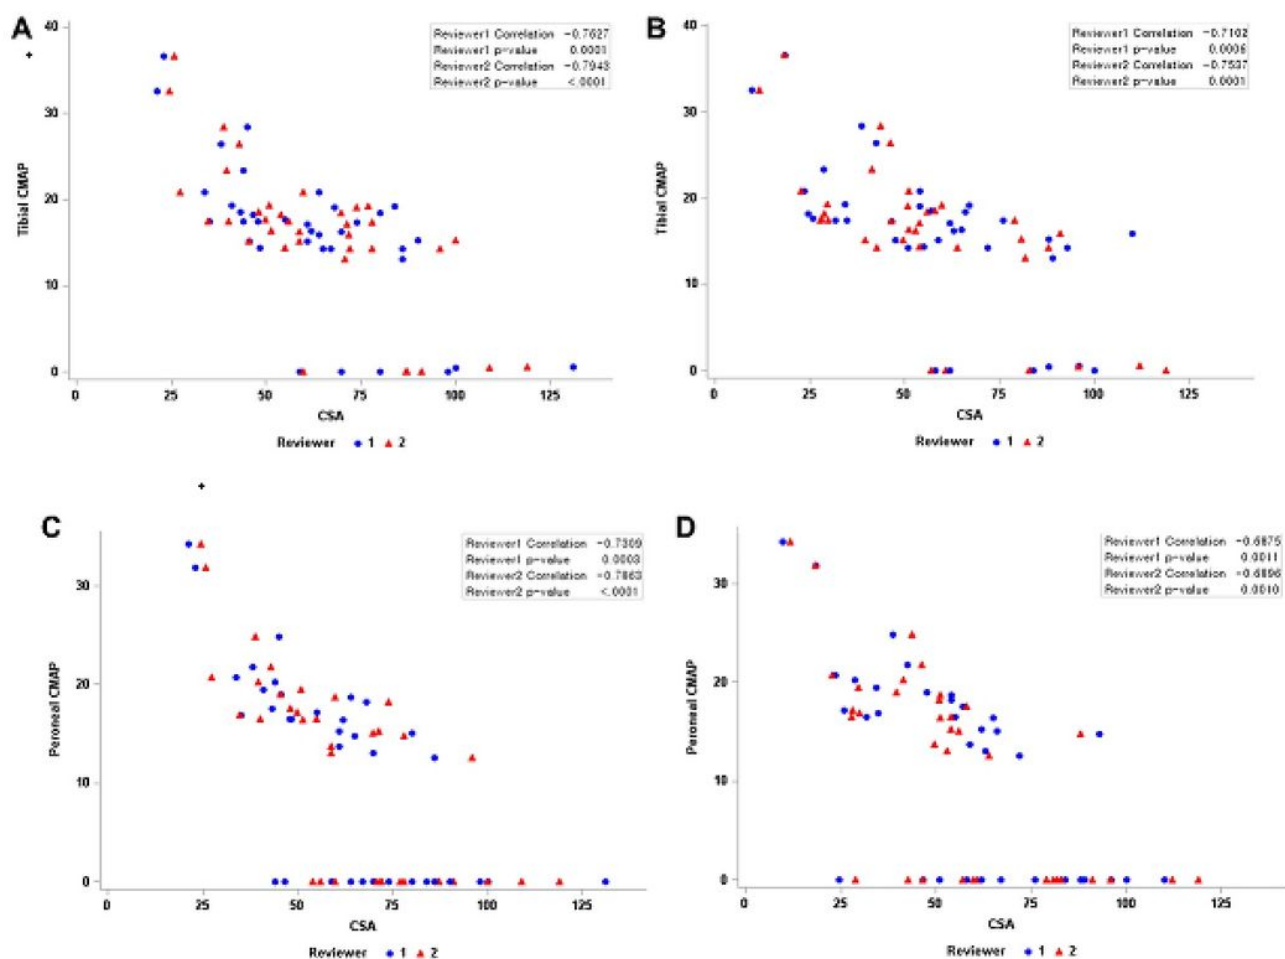 A
40
30
20
10
0
Tibial CMAP
Reviewer1 Correlation -0.7627
Reviewer1 p-value 0.0001
Reviewer2 Correlation -0.7943
Reviewer2 p-value <.0001
0 25 50 75 100 125
CSA
Reviewer 1 2
B
40
30
20
10
0
Tibial CMAP
Reviewer1 Correlation -0.7102
Reviewer1 p-value 0.0006
Reviewer2 Correlation -0.7537
Reviewer2 p-value 0.0001
0 25 50 75 100 125
CSA
Reviewer 1 2
C
30
20
10
0
Peroneal CMAP
Reviewer1 Correlation -0.7309
Reviewer1 p-value 0.0003
Reviewer2 Correlation -0.7863
Reviewer2 p-value <.0001
0 25 50 75 100 125
CSA
Reviewer 1 2
D
30
20
10
0
Peroneal CMAP
Reviewer1 Correlation -0.6875
Reviewer1 p-value 0.0011
Reviewer2 Correlation -0.6896
Reviewer2 p-value 0.0010
0 25 50 75 100 125
CSA
Reviewer 1 2